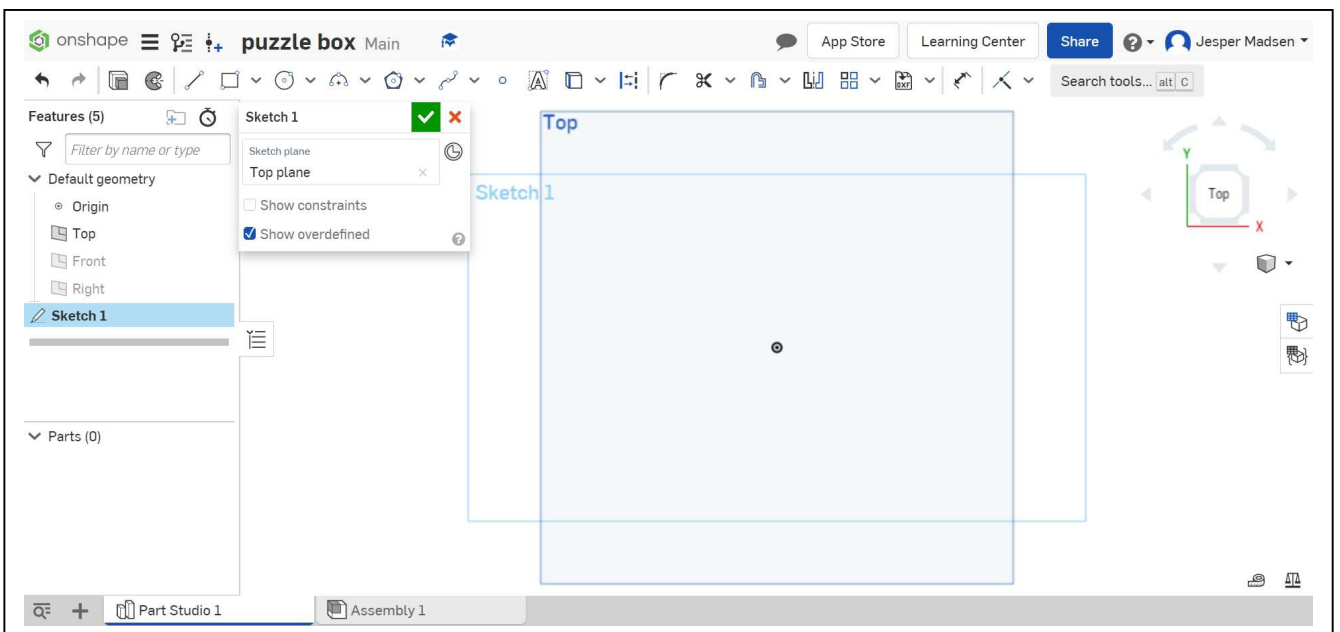 onshape puzzle box Main App Store Learning Center Share Jesper Madsen
DXF Search tools... alt C
Features (5)
Filter by name or type
Default geometry
Origin
Top
Front
Right
Sketch 1
Parts (0)
Sketch 1
Sketch plane
Top plane
Show constraints
Show overdefined
Top
Sketch 1
Y
Top
X
Part Studio 1 Assembly 1